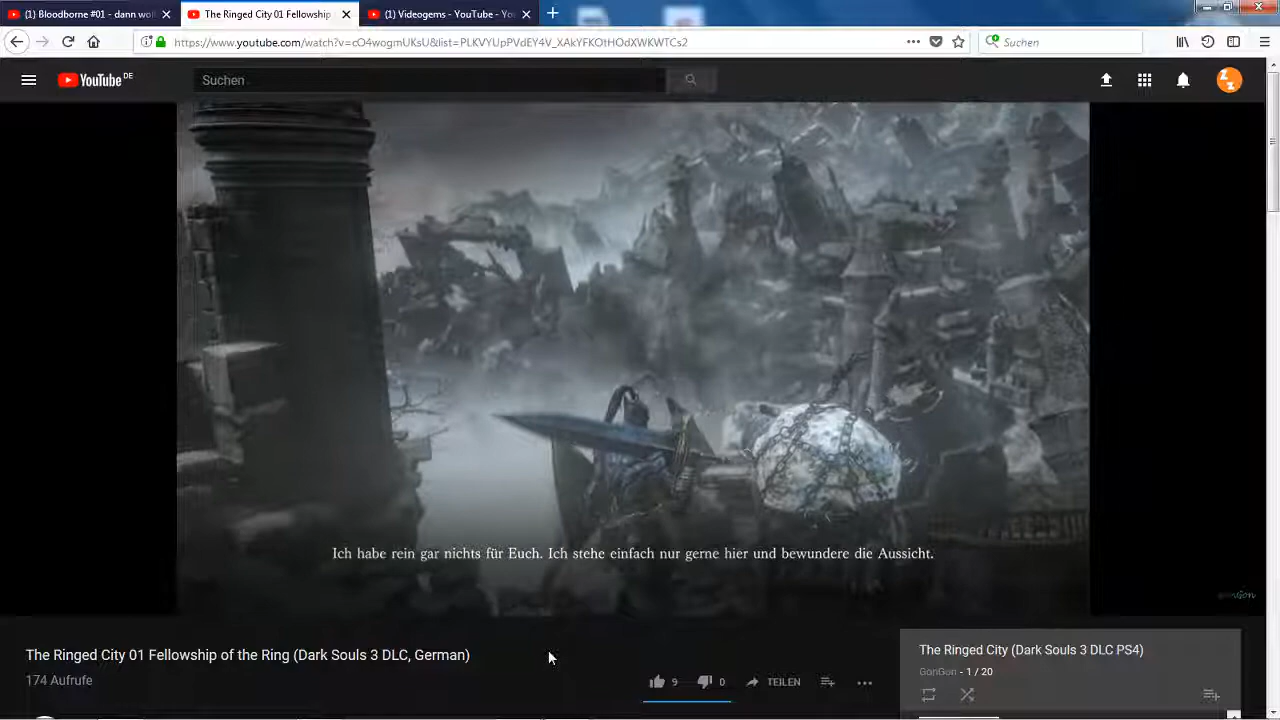 (1) Bloodborne #01 - dann woll
The Ringed City 01 Fellowship
(1) Videogems - YouTube - Yo
https://www.youtube.com/watch?v=cO4wogmUKsU&list=PLKVYUpPVdEY4V_XAkYFKOtHOdXWKWTCs2
Suchen
YouTube DE
Suchen
Ich habe rein gar nichts für Euch. Ich stehe einfach nur gerne hier und bewundere die Aussicht.
The Ringed City 01 Fellowship of the Ring (Dark Souls 3 DLC, German)
174 Aufrufe
9
0
TEILEN
The Ringed City (Dark Souls 3 DLC PS4)
GonGon - 1 / 20